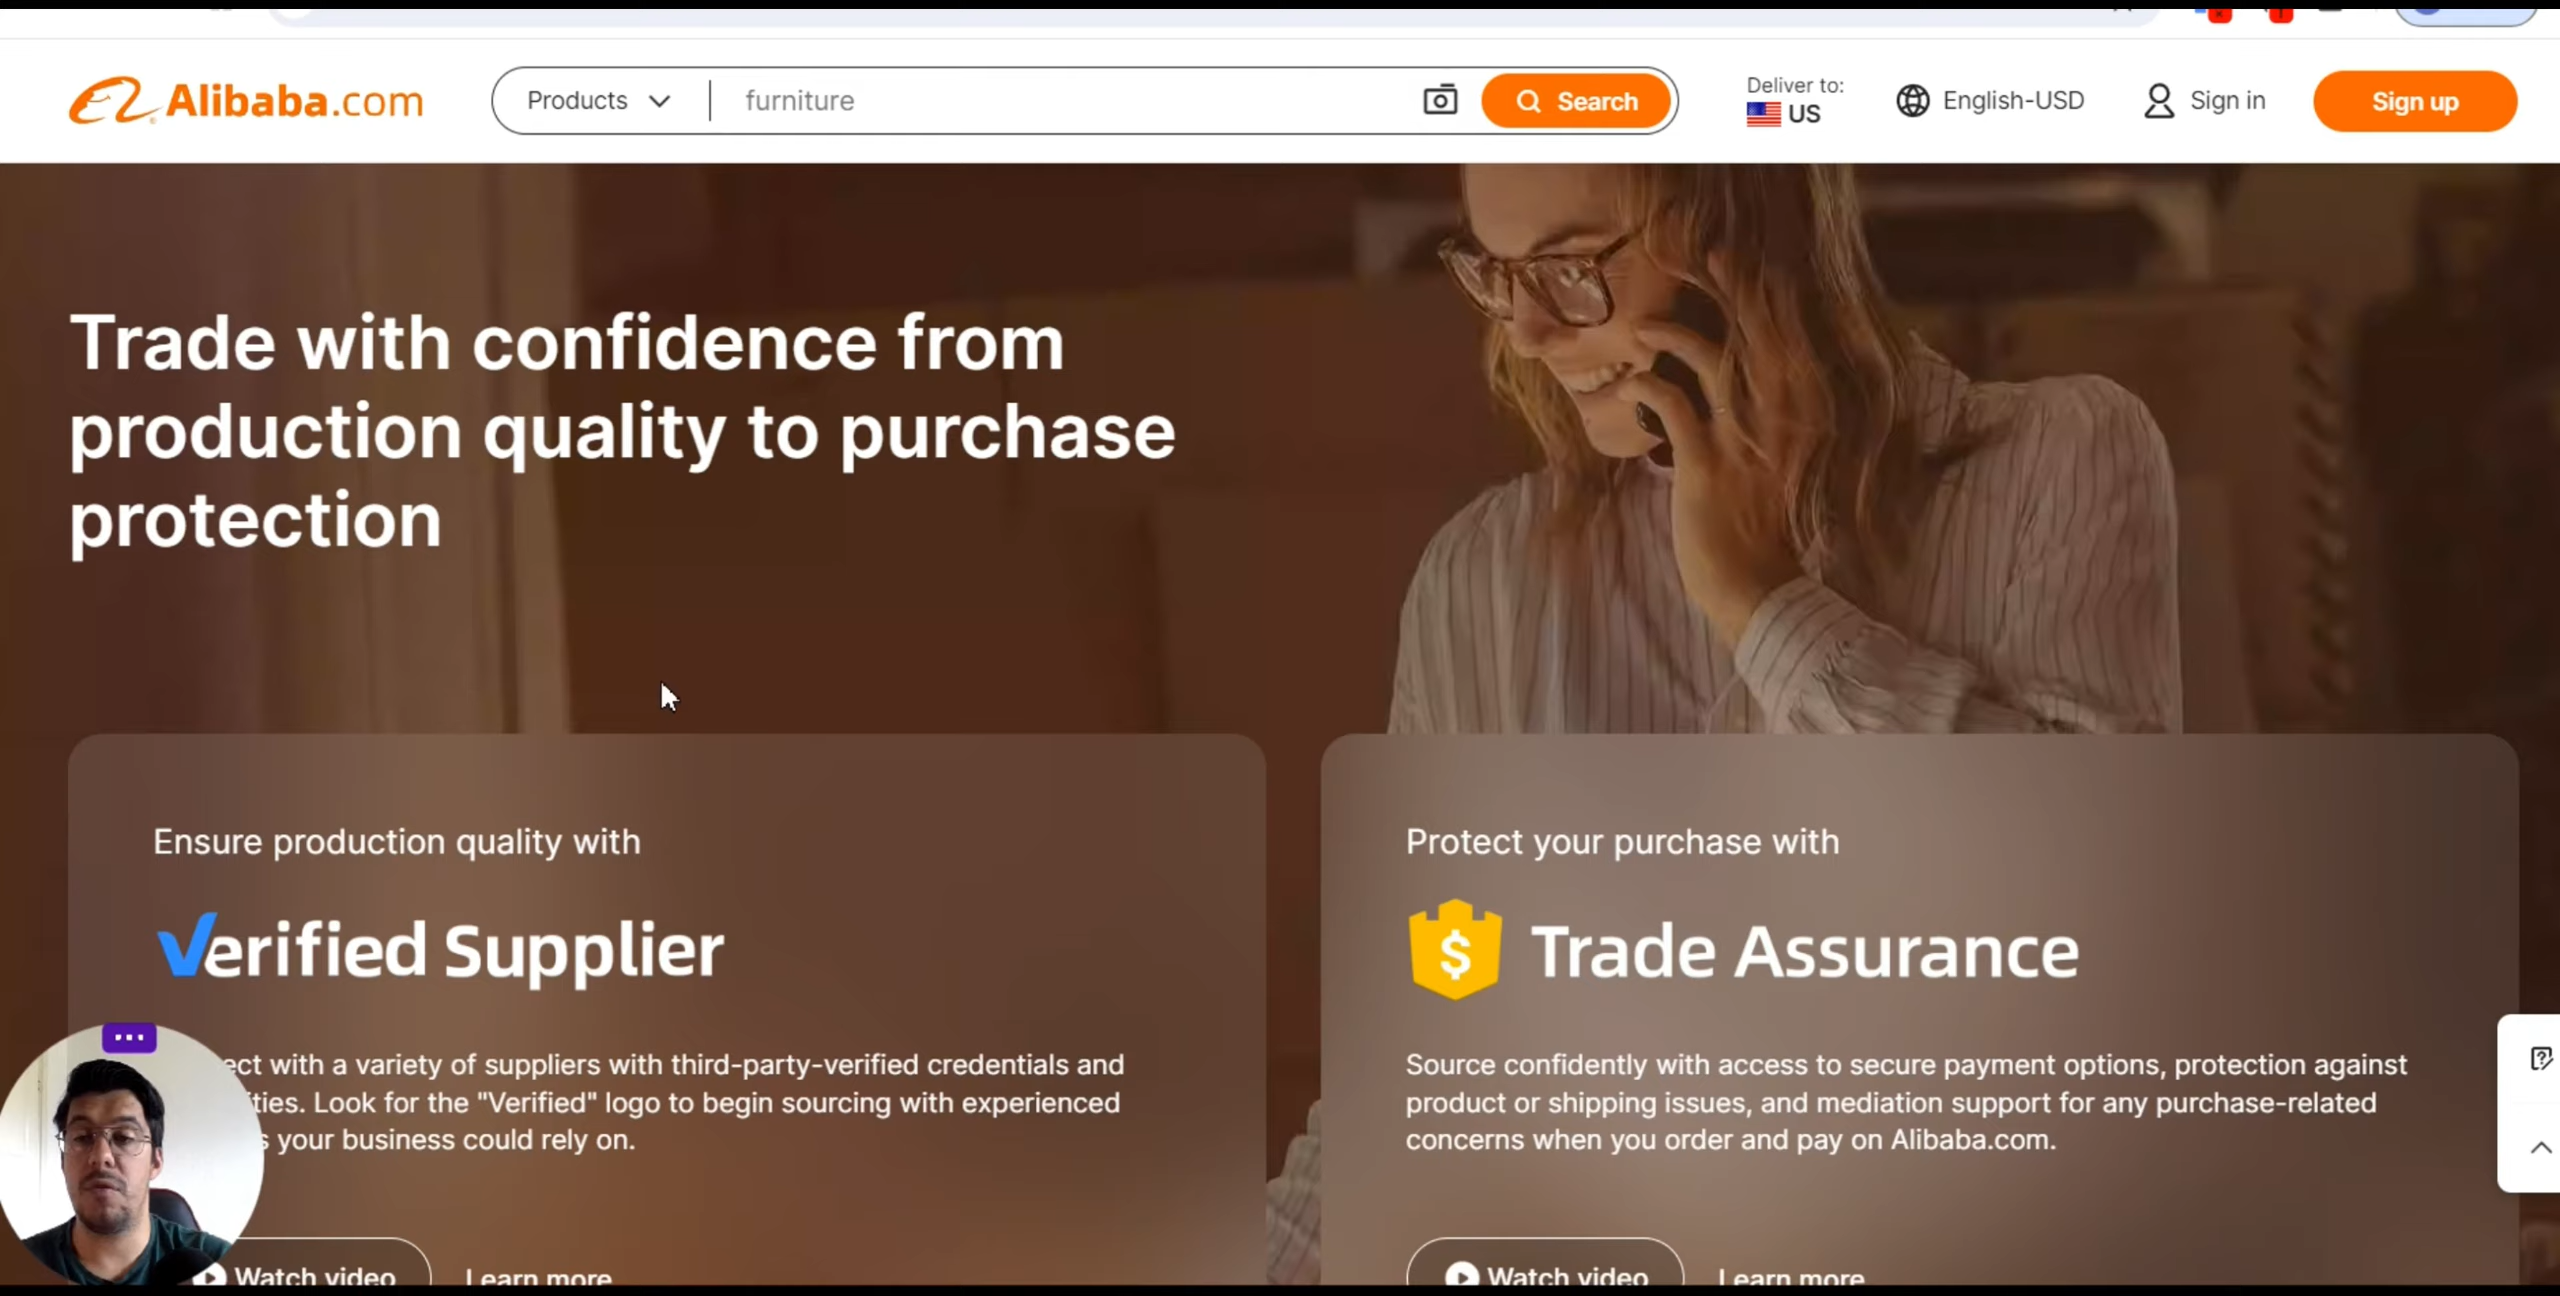 Alibaba.com
Products
furniture
Search
Deliver to:
US
English-USD
Sign in
Sign up
Trade with confidence from
production quality to purchase
protection
Ensure production quality with
Verified Supplier
ect with a variety of suppliers with third-party-verified credentials and
ities. Look for the "Verified" logo to begin sourcing with experienced
s your business could rely on.
Watch video
Learn more
Protect your purchase with
$ Trade Assurance
Source confidently with access to secure payment options, protection against
product or shipping issues, and mediation support for any purchase-related
concerns when you order and pay on Alibaba.com.
Watch video
Learn more